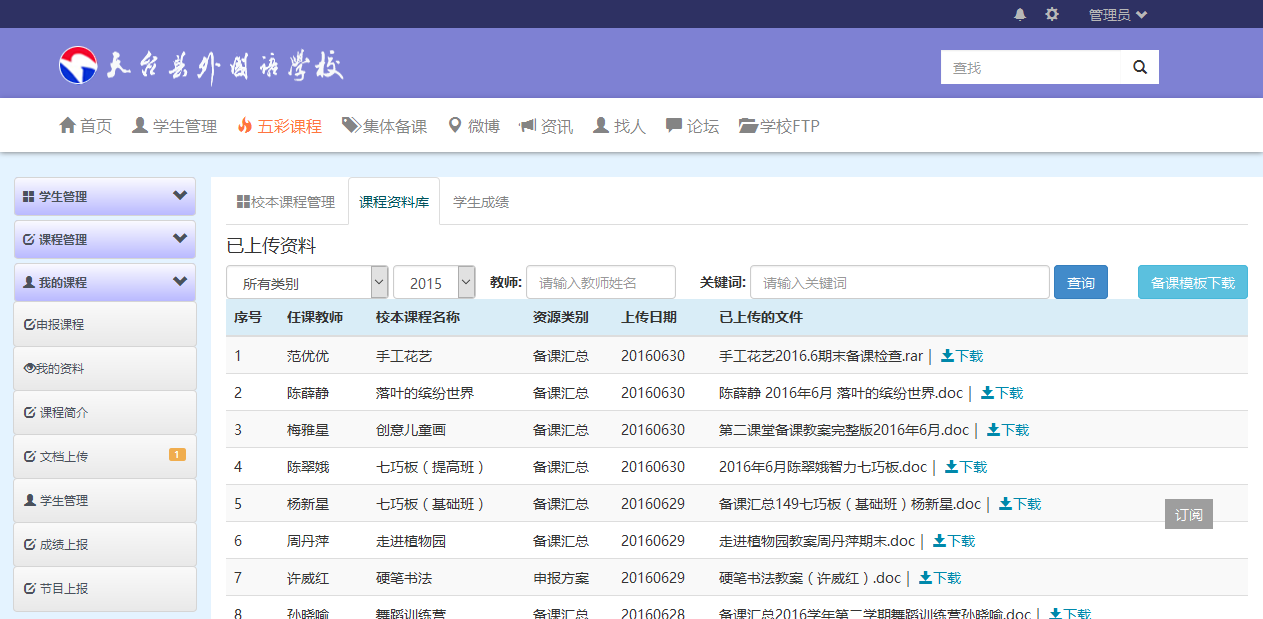 管理员
天台县外国语学校
查找
首页 学生管理 五彩课程 集体备课 微博 资讯 找人 论坛 学校FTP
学生管理
课程管理
我的课程
申报课程
我的资料
课程简介
文档上传 1
学生管理
成绩上报
节目上报
校本课程管理 课程资料库 学生成绩
已上传资料
所有类别 2015 教师: 请输入教师姓名 关键词: 请输入关键词 查询 备课模板下载
序号 任课教师 校本课程名称 资源类别 上传日期 已上传的文件
1 范优优 手工花艺 备课汇总 20160630 手工花艺2016.6期末备课检查.rar | 下载
2 陈薛静 落叶的缤纷世界 备课汇总 20160630 陈薛静 2016年6月 落叶的缤纷世界.doc | 下载
3 梅雅星 创意儿童画 备课汇总 20160630 第二课堂备课教案完整版2016年6月.doc | 下载
4 陈翠娥 七巧板（提高班） 备课汇总 20160630 2016年6月陈翠娥智力七巧板.doc | 下载
5 杨新星 七巧板（基础班） 备课汇总 20160629 备课汇总149七巧板（基础班）杨新星.doc | 下载
6 周丹萍 走进植物园 备课汇总 20160629 走进植物园教案周丹萍期末.doc | 下载
7 许威红 硬笔书法 申报方案 20160629 硬笔书法教案（许威红）.doc | 下载
8 孙晓喻 舞蹈训练营 备课汇总 20160628 备课汇总2016学年第二学期舞蹈训练营孙晓喻.doc | 下载
订阅